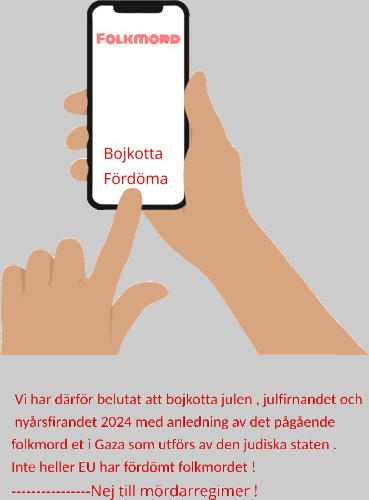 FOLKMORD
Bojkotta
Fördöma
Vi har därför belutat att bojkotta julen , julfirnandet och
nyårsfirandet 2024 med anledning av det pågående
folkmord et i Gaza som utförs av den judiska staten .
Inte heller EU har fördömt folkmordet !
---------------Nej till mördarregimer !